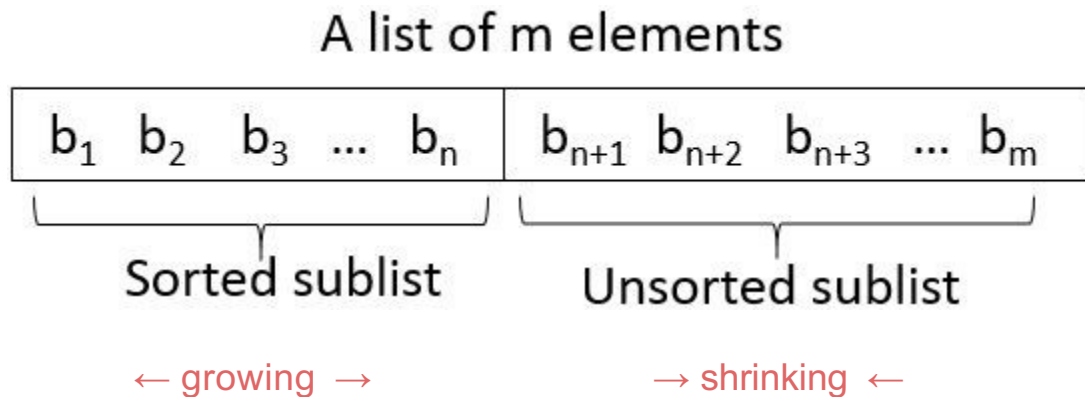 A list of m elements
b₁ b₂ b₃ ... bₙ bₙ₊₁ bₙ₊₂ bₙ₊₃ ... bₘ
Sorted sublist Unsorted sublist
← growing → → shrinking ←